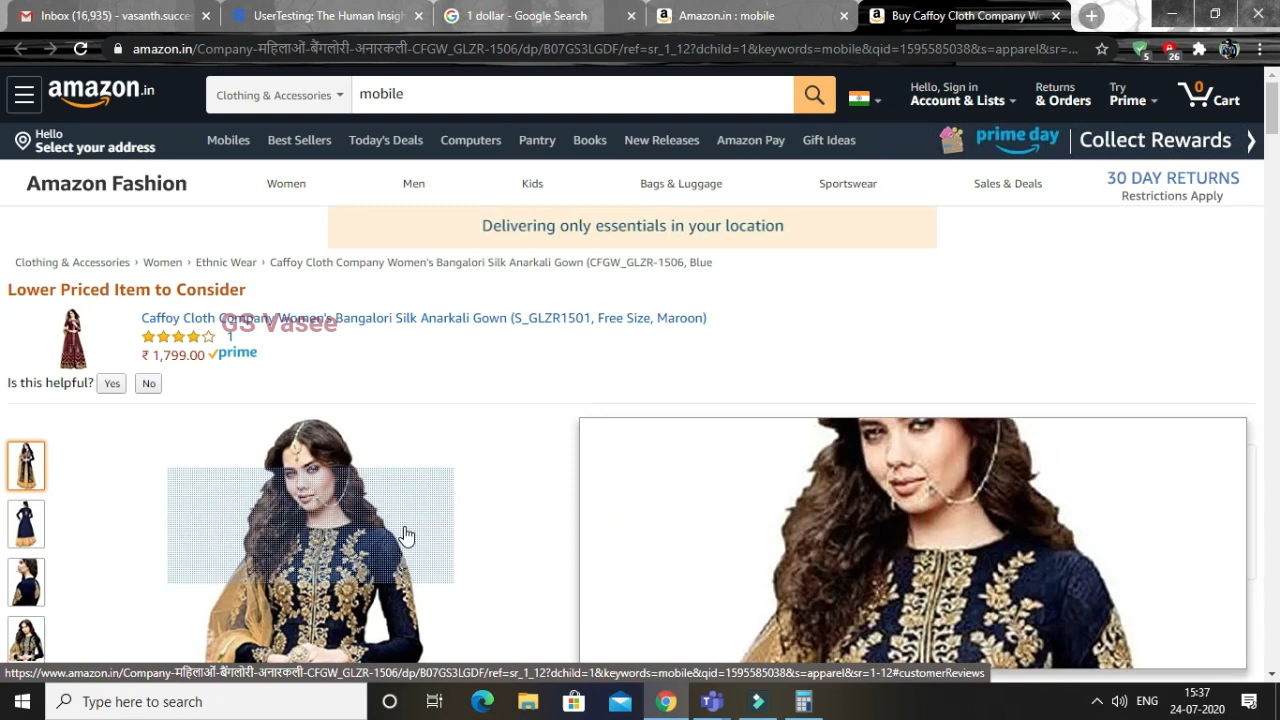 Inbox (16,935) - vasanth.succe
UserTesting: The Human Insigh
1 dollar - Google Search
Amazon.in : mobile
Buy Caffoy Cloth Company W
amazon.in/Company-महिलाओं-बैंगलोरी-अनारकली-CFGW_GLZR-1506/dp/B07GS3LGDF/ref=sr_1_12?dchild=1&keywords=mobile&qid=1595585038&s=apparel&sr=...
5
26
amazon.in
Clothing & Accessories
mobile
Hello, Sign in
Account & Lists
Returns
& Orders
Try
Prime
0
Cart
Hello
Select your address
Mobiles
Best Sellers
Today's Deals
Computers
Pantry
Books
New Releases
Amazon Pay
Gift Ideas
prime day
Collect Rewards
Amazon Fashion
Women
Men
Kids
Bags & Luggage
Sportswear
Sales & Deals
30 DAY RETURNS
Restrictions Apply
Delivering only essentials in your location
Clothing & Accessories › Women › Ethnic Wear › Caffoy Cloth Company Women's Bangalori Silk Anarkali Gown (CFGW_GLZR-1506, Blue
Lower Priced Item to Consider
Caffoy Cloth Company Women's Bangalori Silk Anarkali Gown (S_GLZR1501, Free Size, Maroon)
GS Vasee
1
₹ 1,799.00 prime
Is this helpful? Yes No
https://www.amazon.in/Company-महिलाओं-बैंगलोरी-अनारकली-CFGW_GLZR-1506/dp/B07GS3LGDF/ref=sr_1_12?dchild=1&keywords=mobile&qid=1595585038&s=apparel&sr=1-12#customerReviews
Type here to search
ENG
15:37
24-07-2020